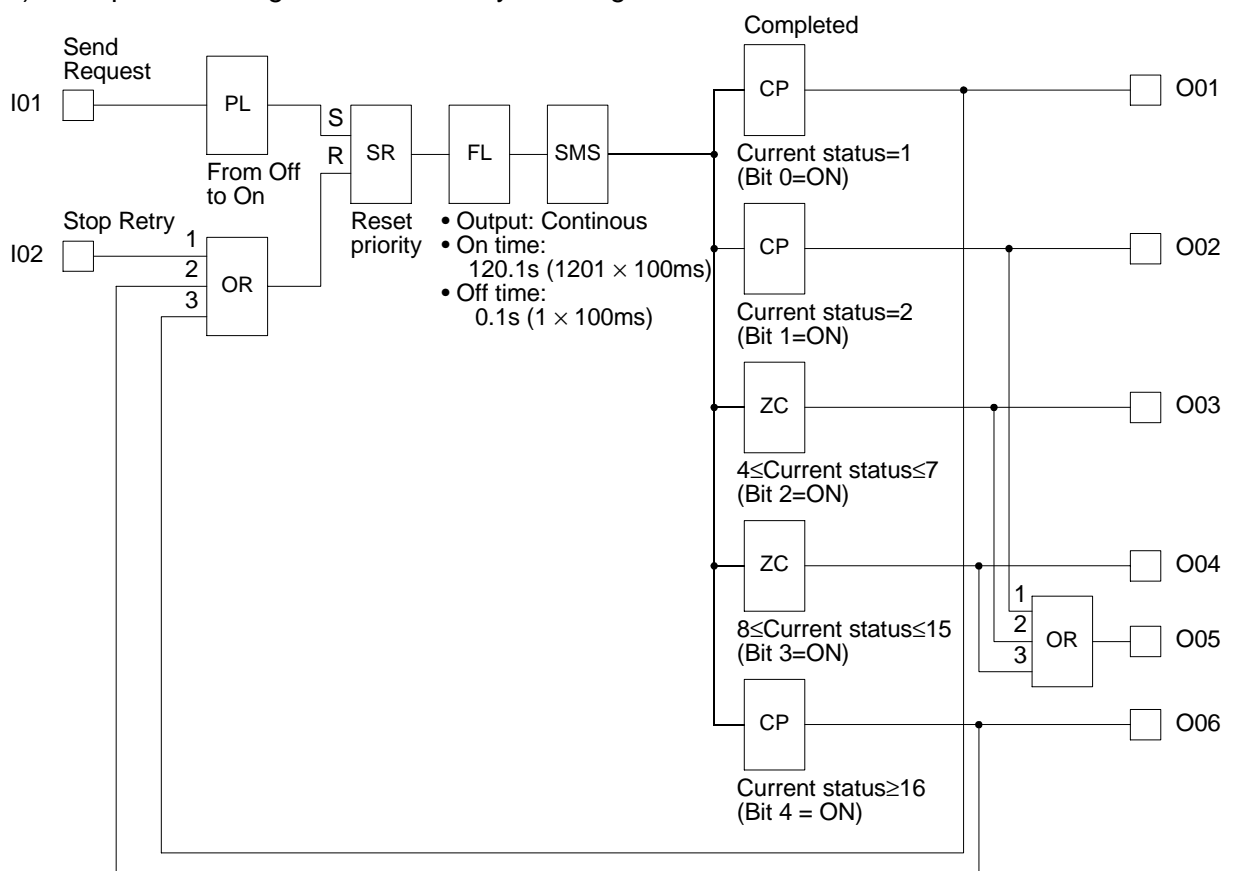 Completed
Send
Request
I01
PL
CP
O01
S
R
SR
FL
SMS
From Off
to On
Current status=1
(Bit 0=ON)
Stop Retry
I02
1
2
3
OR
Reset
priority
• Output: Continous
• On time:
120.1s (1201 × 100ms)
• Off time:
0.1s (1 × 100ms)
CP
O02
Current status=2
(Bit 1=ON)
ZC
O03
4≤Current status≤7
(Bit 2=ON)
ZC
O04
8≤Current status≤15
(Bit 3=ON)
1
2
3
OR
O05
CP
O06
Current status≥16
(Bit 4 = ON)